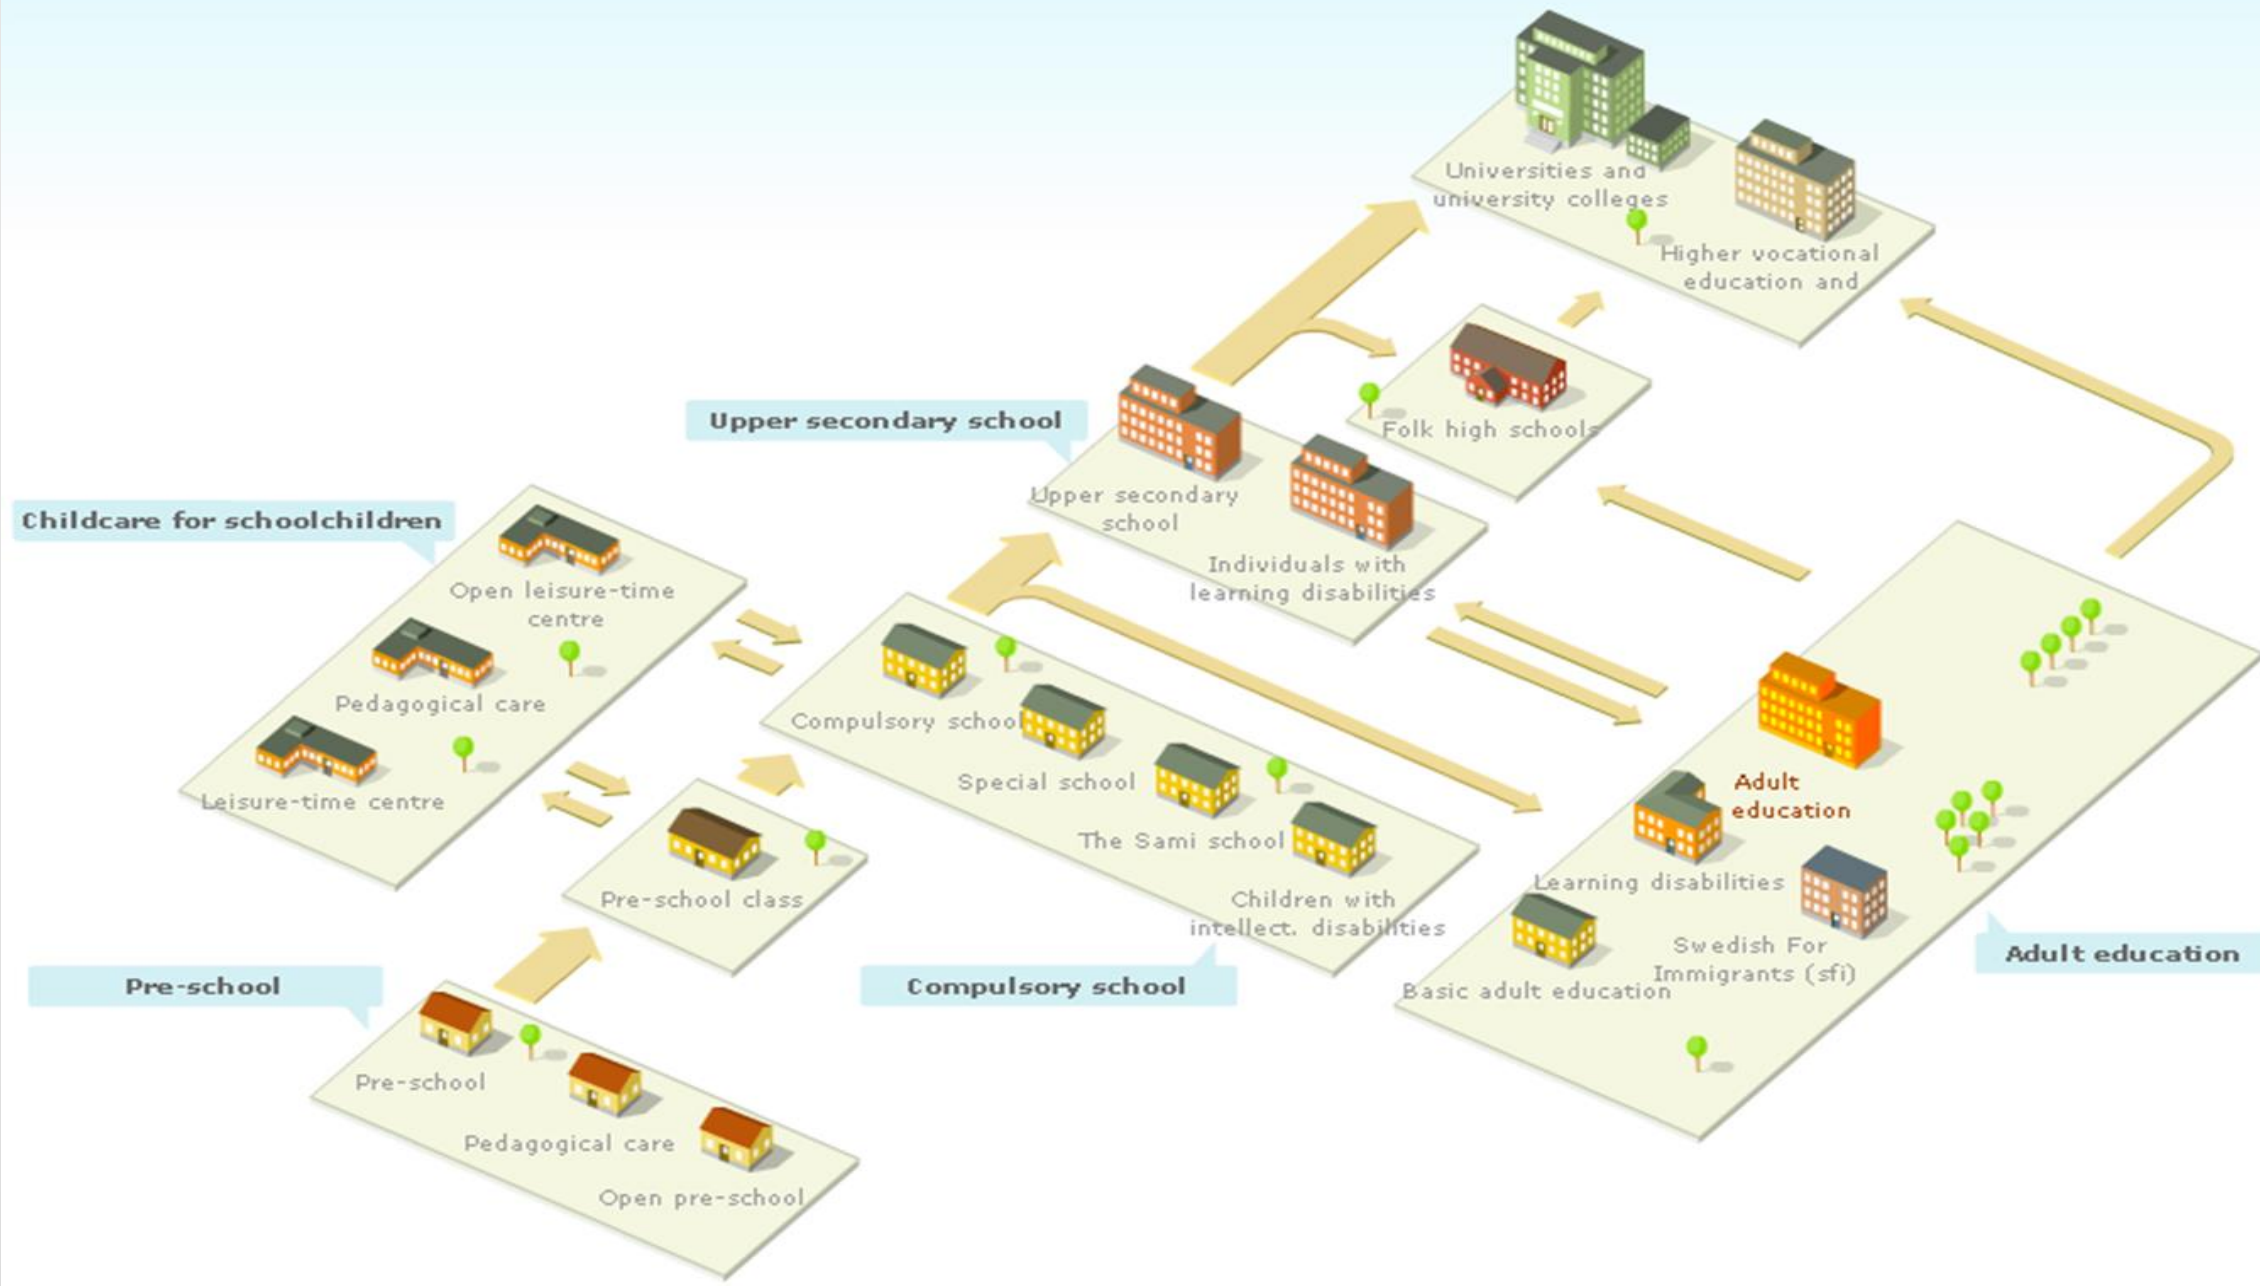 Universities and
university colleges
Higher vocational
education and
Upper secondary school
Folk high schools
Upper secondary
school
Individuals with
learning disabilities
Childcare for schoolchildren
Open leisure-time
centre
Pedagogical care
Leisure-time centre
Compulsory school
Special school
The Sami school
Children with
intellect. disabilities
Adult
education
Learning disabilities
Swedish For
Immigrants (sfi)
Basic adult education
Adult education
Pre-school class
Pre-school
Compulsory school
Pre-school
Pedagogical care
Open pre-school